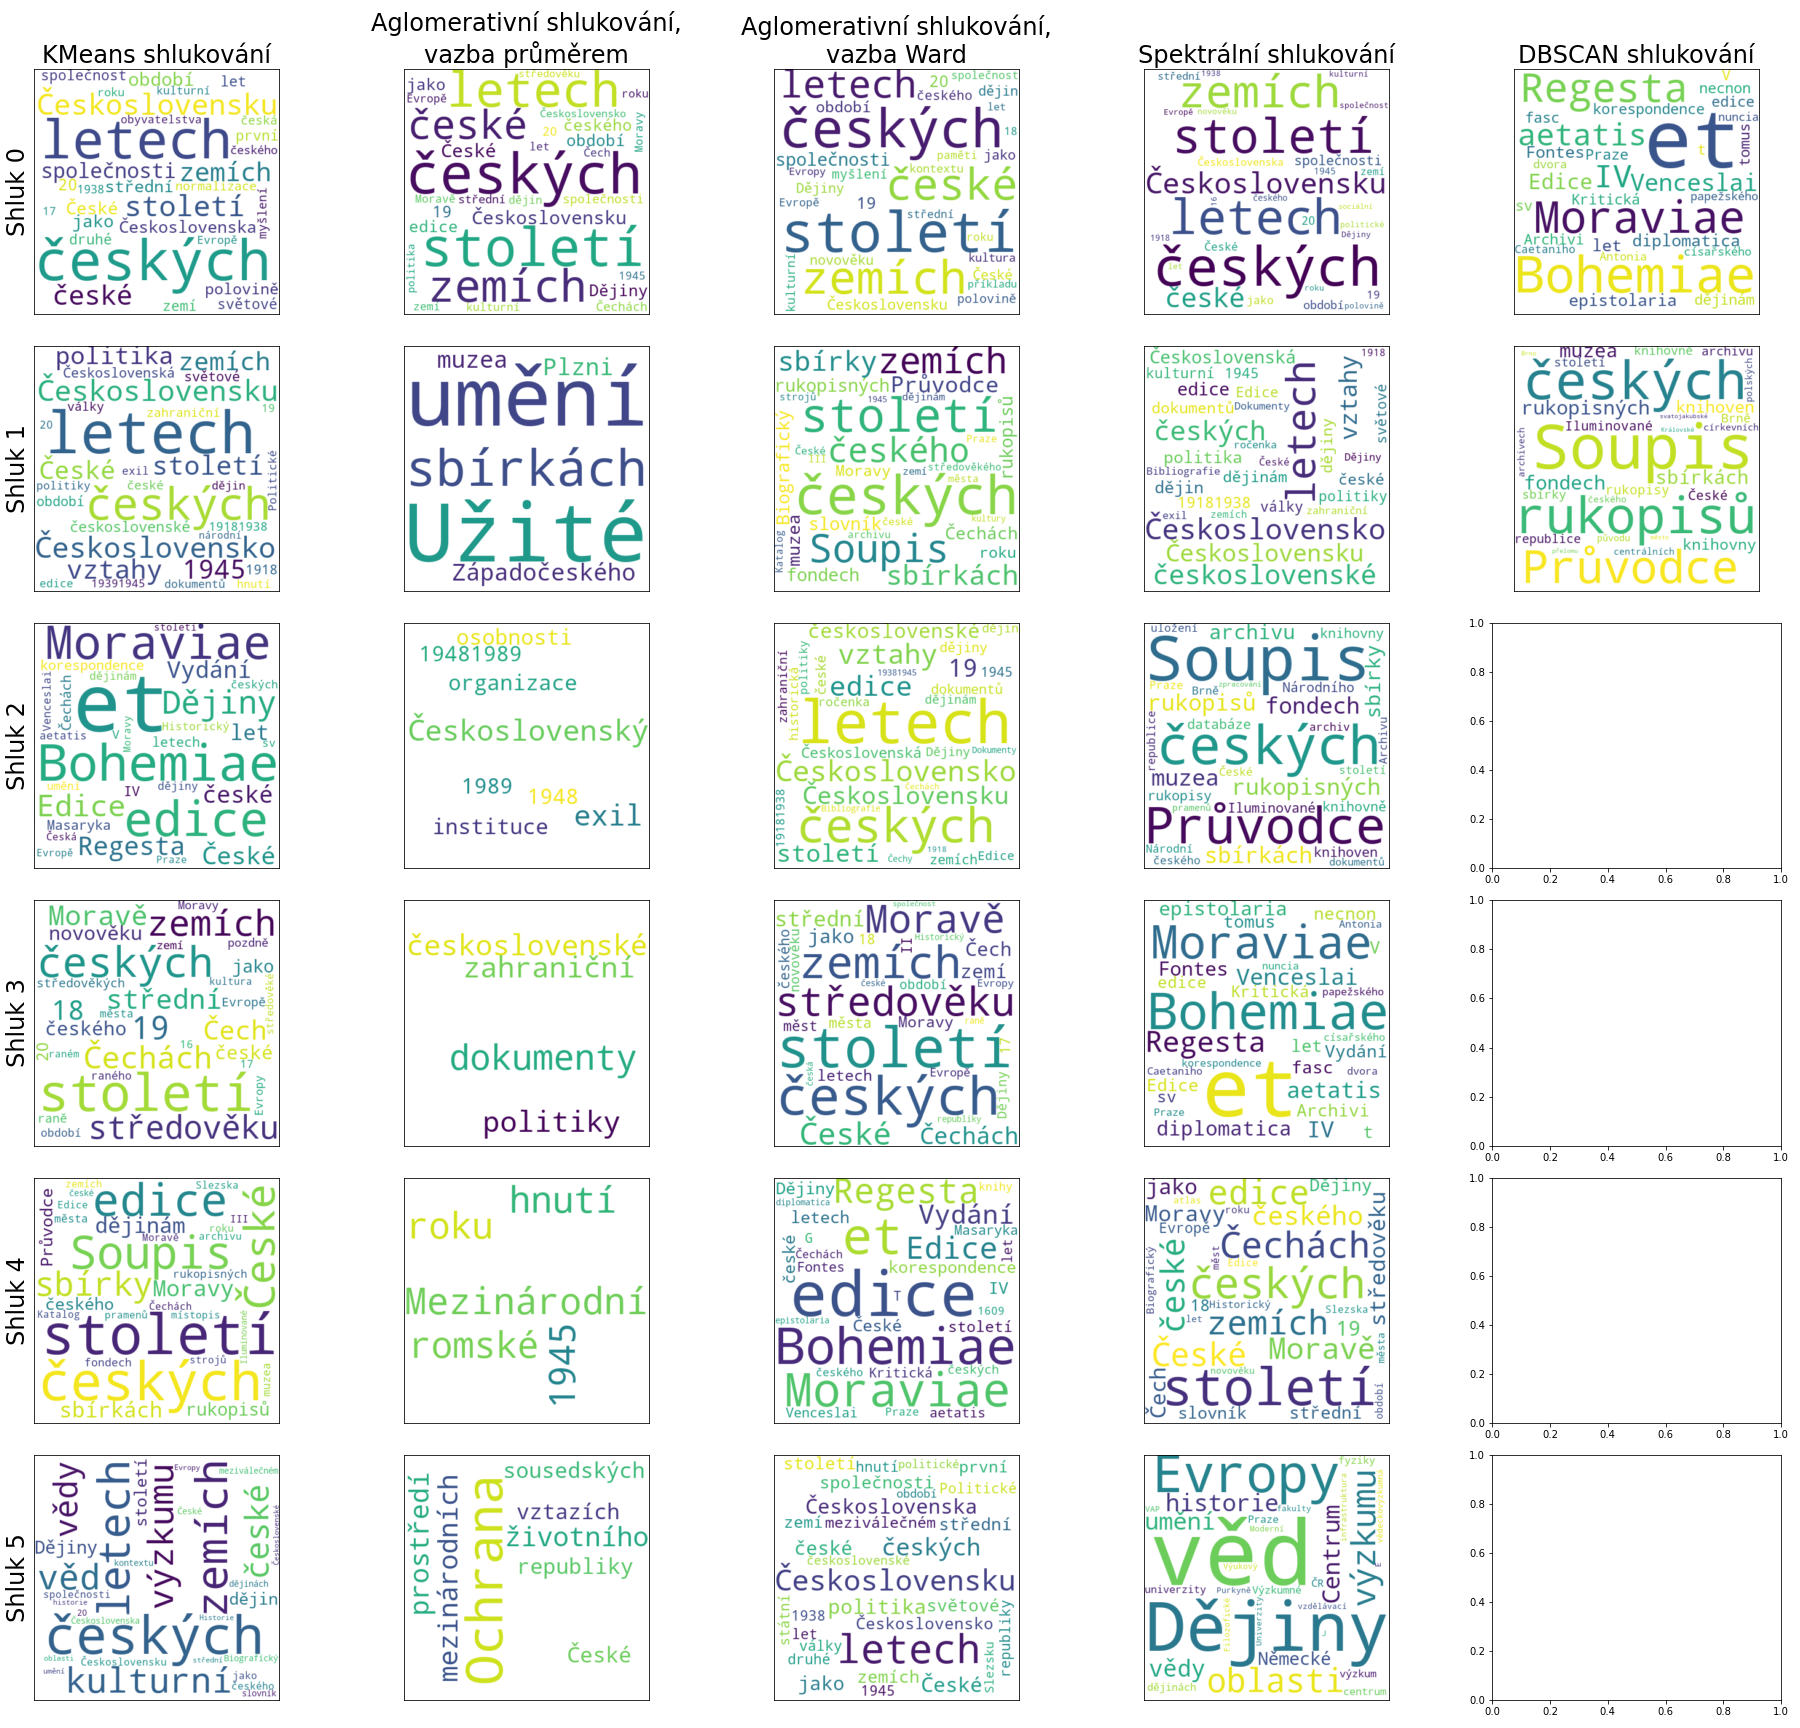 Aglomerativní shlukování,
Aglomerativní shlukování,
KMeans shlukování
vazba průměrem
vazba Ward
Spektrální shlukování
DBSCAN shlukování
Shluk 0
společnost období let
roku kulturní
Československu
obyvatelstva
letech
česká
první
českého
společnosti zemích
20 1938 střední normalizace
17 České století
myšlení
jako Československa
druhé Evropě
českých
polovině
české
zemí
světové
jako středověku
Evropě letech roku
české Československo
20 českého
Moravy
České let období
Čech
českých
Moravě střední dějin společnosti
19 Československu
edice
století
politika
zemích 1945
Dějiny
zemí kulturní Čechách
letech 20 společnost
českého dějin
období let
českých 18
společnosti paměti jako
Evropy myšlení kontextu
Dějiny české
Evropě 19
střední
století
roku
kultura
novověku
kulturní
zemích České
příkladu
Československu polovině
střední 1938 kulturní
zemích společnost
Evropě novověku
století
Československa společnosti
1945 zemí
Československu
16 českého
letech sociální
20 politické
1918 Dějiny
České
českých
let
roku
české jako 19
období polovině
Regesta V
necnon
korespondence edice
fasc nuncia
aetatis et
tomus
Fontes Praze t
dvora
Edice IV Venceslai
Kritická papežského
sv
Moraviae
Archivi let diplomatica
Caetaniho Antonia císařského
Bohemiae
epistolaria dějinám
Shluk 1
politika zemích
Československá světové
Československu
války zahraniční 19
20 letech
České exil století
Politické
politiky české dějin
období
českých
československé 19181938
národní
Československo
vztahy 1945 1918
edice 19391945 dokumentů hnutí
muzea Plzni
umění
sbírkách
Užité
Západočeského
sbírky zemích
rukopisných Průvodce
strojů 1945 dějinám
století
rukopisů
Biografický
českého Praze
České
III Moravy zemí středověkého
města
českých
slovník české kultury
muzea
archivu Čechách
Katalog
Soupis roku
fondech sbírkách
Československá 1918
kulturní 1945
edice Edice
letech
vztahy
světové
dokumentů Dokumenty
českých
ročenka
dějiny
politika České Dějiny
Bibliografie dějinám české
dějin
19181938 války politiky
exil zemích zahraniční
Československo
Československu
československé
Brno muzea knihovně archivu
století
českých
polských
rukopisných knihoven
svatojakubské Brně
Iluminované Královské církevních
archivech
Soupis
fondech sbírkách
sbírky rukopisy České
českého
rukopisů
republice původu město knihovny
přelomu centrálních
Průvodce
Shluk 2
století
Moraviae
korespondence Vydání
dějinám
Venceslai
Čechách
českých
et Dějiny
Historický
aetatis V
Moravy
letech let sv
Bohemiae
umění dějiny
IV české
Edice
Masaryka edice
Česká
Evropě Regesta Praze České
osobnosti
19481989
organizace
Československý
1989
1948
instituce exil
československé dějin
zahraniční
politiky
vztahy dějiny
české
19381945 19 1945
historická
edice dokumentů
ročenka dějinám
letech
Československá Dějiny Dokumenty
Československo
Čechách
Československu
19181938
Bibliografie
českých
století Čechy 1918 zemích Edice
uložení archivu knihovny
Soupis
sbírky
Praze Brně zpracování Národního
rukopisů fondech
republice
databáze archiv
Archivu
českých
muzea České století
rukopisných
rukopisy
pramenů Iluminované knihovně
Průvodce
Národní
českého sbírkách knihoven
dokumentů
1.0
0.8
0.6
0.4
0.2
0.0
0.0 0.2 0.4 0.6 0.8 1.0
Shluk 3
Moravy
Moravě zemích
novověku
zemí pozdně
českých jako
středověkých kultura
18 střední Evropě
středověké
města
českého 19 Čech
20
raném 16
Čechách české
raného 17
století
Evropy
raně
období středověku
československé
zahraniční
dokumenty
politiky
společnost
střední Moravě
českého
novověku
jako 18 II Historický
Čech
zemích zemí
české období Evropy
středověku
měst města Moravy rané
století
17
česká
letech Evropě
českých
Dějiny
republiky
České Čechách
epistolaria necnon
tomus Antonia
Moraviae V
Fontes nuncia
edice Venceslai
Kritická papežského
Bohemiae
císařského
Regesta let Vydání
korespondence
Caetaniho fasc dvora
Edice et aetatis
sv
Praze Archivi
diplomatica IV t
1.0
0.8
0.6
0.4
0.2
0.0
0.0 0.2 0.4 0.6 0.8 1.0
Shluk 4
zemích Slezska
Průvodce
české edice
České
Edice
města dějinám III
roku
Moravě archivu
Soupis
rukopisných
sbírky Moravy
českého Čechách
Katalog pramenů místopis
století
Iluminované
fondech strojů
muzea
českých
sbírkách rukopisů
hnutí
roku
Mezinárodní
romské
1945
Dějiny Regesta knihy
diplomatica
letech Vydání
české
G et Masaryka
let
Čechách Edice
Fontes korespondence
edice IV
T
1609
epistolaria České století
Bohemiae
českého Kritická českých
Moraviae
Venceslai Praze aetatis
jako edice Dějiny
atlas
středověku
Moravy roku českého
Evropě
české
měst
Čechách
Biografický
Edice
českých
18 Historický Slezska
let zemích 19
České Moravě
města
novověku
Čech
století
období
slovník střední
1.0
0.8
0.6
0.4
0.2
0.0
0.0 0.2 0.4 0.6 0.8 1.0
Shluk 5
vědy
letech
století
výzkumu
Evropy
zemích
meziválečném
české
Československé
České
Dějiny
kontextu
věd dějinách
společnosti
historie dějin
20 Československa Historie
českých
oblasti Československu střední Biografický
umění jako
kulturní českého
slovník
prostředí
mezinárodních
Ochrana
sousedských
vztazích
životního
republiky
České
století hnutí politické první
společnosti
období Politické
Československa
zemí meziválečném střední
české českých
československé
Československu
státní
1938 politika světové
let Československo
republiky
války
druhé letech
Slezsku
zemích
jako 1945 České
Evropy fyziky
infrastruktura
vědeckovýzkumná
historie
VAP fakulty
výzkumu
umění Praze
Moderní
Centrum
věd
Výukový
E
ČR
univerzity Purkyně Výzkumné
vzdělávací
Filozofické
Univerzity
Dějiny
J
Německé
vědy výzkum
oblasti
dějinách centrum
1.0
0.8
0.6
0.4
0.2
0.0
0.0 0.2 0.4 0.6 0.8 1.0